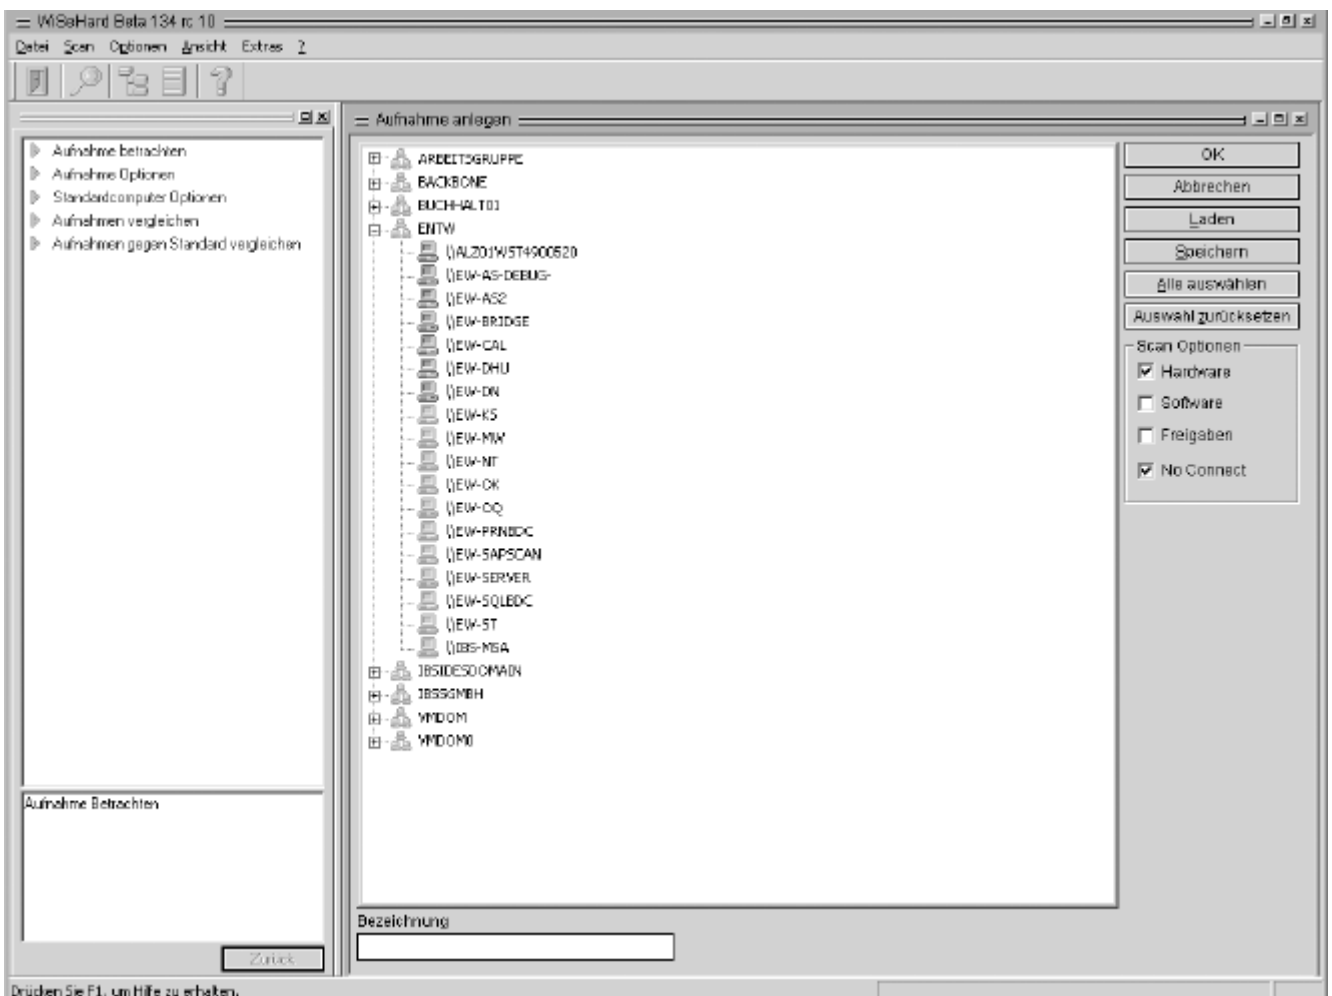 WiSeHard Beta 134 rc 10
Datei Scan Optionen Ansicht Extras ?
Aufnahme betrachten
Aufnahme Optionen
Standardcomputer Optionen
Aufnahmen vergleichen
Aufnahmen gegen Standard vergleichen
Aufnahme Betrachten
Zurück
Aufnahme anlegen
ARBEITSGRUPPE
BACKBONE
BUCHHALT01
ENTW
\\ALZ01WST4900520
\\EW-AS-DEBUG-
\\EW-AS2
\\EW-BRIDGE
\\EW-CAL
\\EW-DHU
\\EW-DN
\\EW-KS
\\EW-MW
\\EW-NT
\\EW-OK
\\EW-OQ
\\EW-PRNBDC
\\EW-SAPSCAN
\\EW-SERVER
\\EW-SQLBDC
\\EW-ST
\\IBS-MSA
IBSIDESDOMAIN
IBSSGMBH
VMDOM
VMDOM0
Bezeichnung
OK
Abbrechen
Laden
Speichern
Alle auswählen
Auswahl zurücksetzen
Scan Optionen
Hardware
Software
Freigaben
No Connect
Drücken Sie F1, um Hilfe zu erhalten.